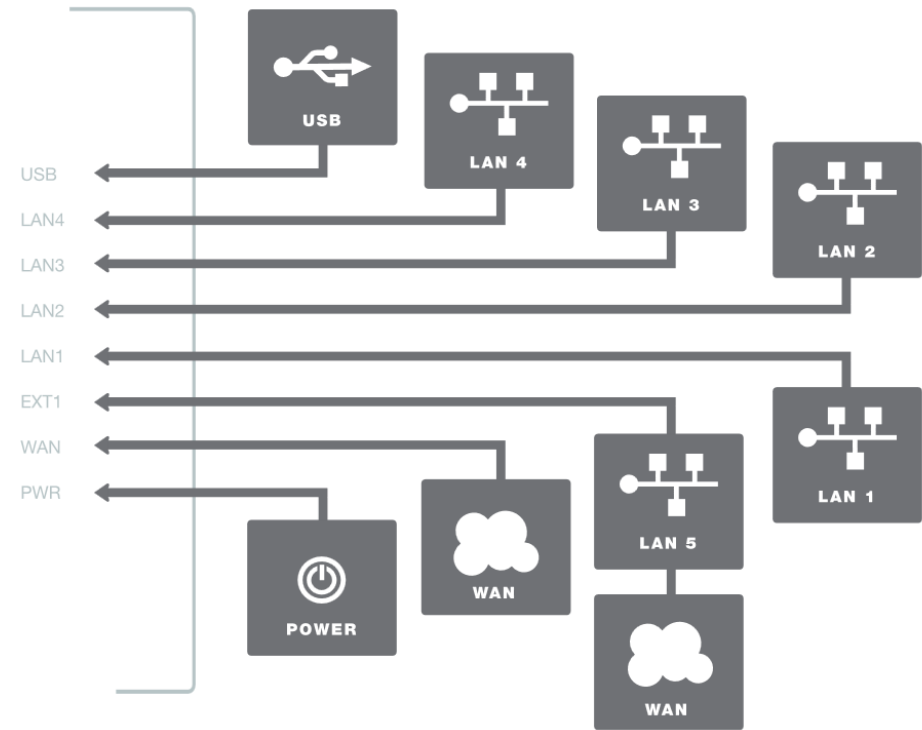 USB
LAN 4
LAN 3
LAN 2
USB
LAN4
LAN3
LAN2
LAN1
EXT1
WAN
PWR
LAN 1
LAN 5
WAN
POWER
WAN